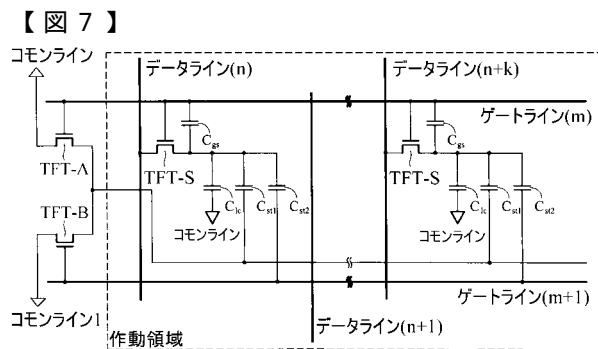 【図7】
コモンライン
データライン(n)
データライン(n+k)
ゲートライン(m)
Cgs
Cgs
TFT-A
TFT-S
TFT-S
TFT-B
Clc
Cst1
Cst2
Clc
Cst1
Cst2
コモンライン
コモンライン
ゲートライン(m+1)
コモンライン1
データライン(n+1)
作動領域